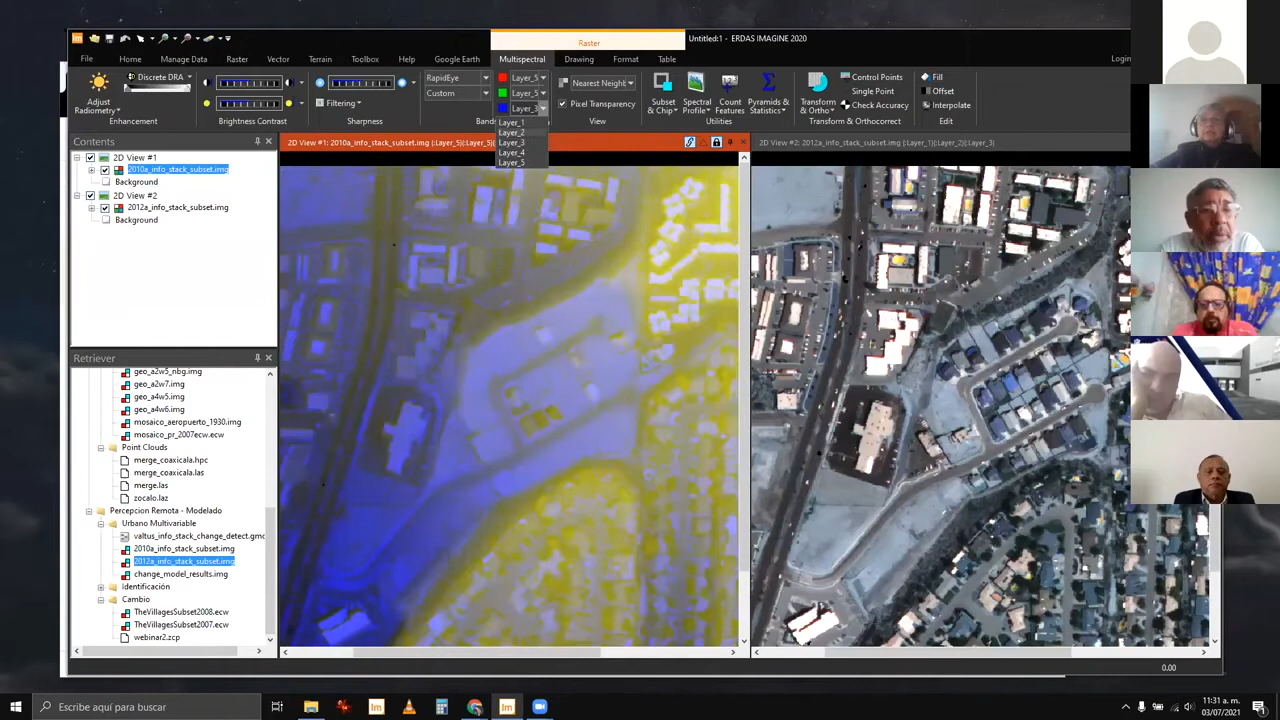 Raster
Untitled:1 - ERDAS IMAGINE 2020
File Home Manage Data Raster Vector Terrain Toolbox Help Google Earth Multispectral Drawing Format Table Login
Adjust Radiometry
Discrete DRA
Enhancement
Brightness Contrast
Filtering
Sharpness
RapidEye
Custom
Layer_5
Layer_5
Layer_3
Bands
Layer_1
Layer_2
Layer_3
Layer_4
Layer_5
Nearest Neighb
Pixel Transparency
View
Subset & Chip
Spectral Profile
Count Features
Pyramids & Statistics
Utilities
Transform & Ortho
Control Points
Single Point
Check Accuracy
Transform & Orthocorrect
Fill
Offset
Interpolate
Edit
Contents
2D View #1
2010a_info_stack_subset.img
Background
2D View #2
2012a_info_stack_subset.img
Background
2D View #1: 2010a_info_stack_subset.img (:Layer_5)(:Layer_5)(
2D View #2: 2012a_info_stack_subset.img (:Layer_1)(:Layer_2)(:Layer_3)
Retriever
geo_a2w5_nbg.img
geo_a2w7.img
geo_a4w5.img
geo_a4w6.img
mosaico_aeropuerto_1930.img
mosaico_pr_2007ecw.ecw
Point Clouds
merge_coaxicala.hpc
merge_coaxicala.las
merge.las
zocalo.laz
Percepcion Remota - Modelado
Urbano Multivariable
valtus_info_stack_change_detect.gmd
2010a_info_stack_subset.img
2012a_info_stack_subset.img
change_model_results.img
Identificación
Cambio
TheVillagesSubset2008.ecw
TheVillagesSubset2007.ecw
webinar2.zcp
0.00
Escribe aquí para buscar
11:31 a. m.
03/07/2021